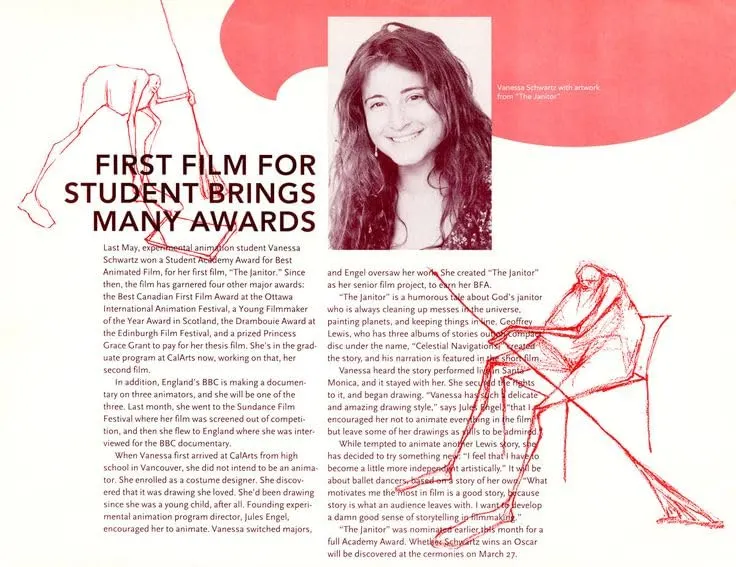 Vanessa Schwartz with artwork
from "The Janitor"
FIRST FILM FOR
STUDENT BRINGS
MANY AWARDS
Last May, experimental animation student Vanessa
Schwartz won a Student Academy Award for Best
Animated Film, for her first film, "The Janitor." Since
then, the film has garnered four other major awards:
the Best Canadian First Film Award at the Ottawa
International Animation Festival, a Young Filmmaker
of the Year Award in Scotland, the Drambouie Award at
the Edinburgh Film Festival, and a prized Princess
Grace Grant to pay for her thesis film. She's in the grad-
uate program at CalArts now, working on that, her
second film.
In addition, England's BBC is making a documen-
tary on three animators, and she will be one of the
three. Last month, she went to the Sundance Film
Festival where her film was screened out of competi-
tion, and then she flew to England where she was inter-
viewed for the BBC documentary.
When Vanessa first arrived at CalArts from high
school in Vancouver, she did not intend to be an anima-
tor. She enrolled as a costume designer. She discov-
ered that it was drawing she loved. She'd been drawing
since she was a young child, after all. Founding experi-
mental animation program director, Jules Engel,
encouraged her to animate. Vanessa switched majors,
and Engel oversaw her work. She created "The Janitor"
as her senior film project, to earn her BFA.
"The Janitor" is a humorous tale about God's janitor
who is always cleaning up messes in the universe,
painting planets, and keeping things in line. Geoffrey
Lewis, who has three albums of stories out on compact
disc under the name, "Celestial Navigations," created
the story, and his narration is featured in the short film.
Vanessa heard the story performed live in Santa
Monica, and it stayed with her. She secured the rights
to it, and began drawing. "Vanessa has such a delicate
and amazing drawing style," says Jules Engel, "that I
encouraged her not to animate everything in the film,
but leave some of her drawings as stills to be admired."
While tempted to animate another Lewis story, she
has decided to try something new: "I feel that I have to
become a little more independent artistically." It will be
about ballet dancers, based on a story of her own. "What
motivates me the most in film is a good story, because
story is what an audience leaves with. I want to develop
a damn good sense of storytelling in filmmaking."
"The Janitor" was nominated earlier this month for a
full Academy Award. Whether Schwartz wins an Oscar
will be discovered at the cermonies on March 27.